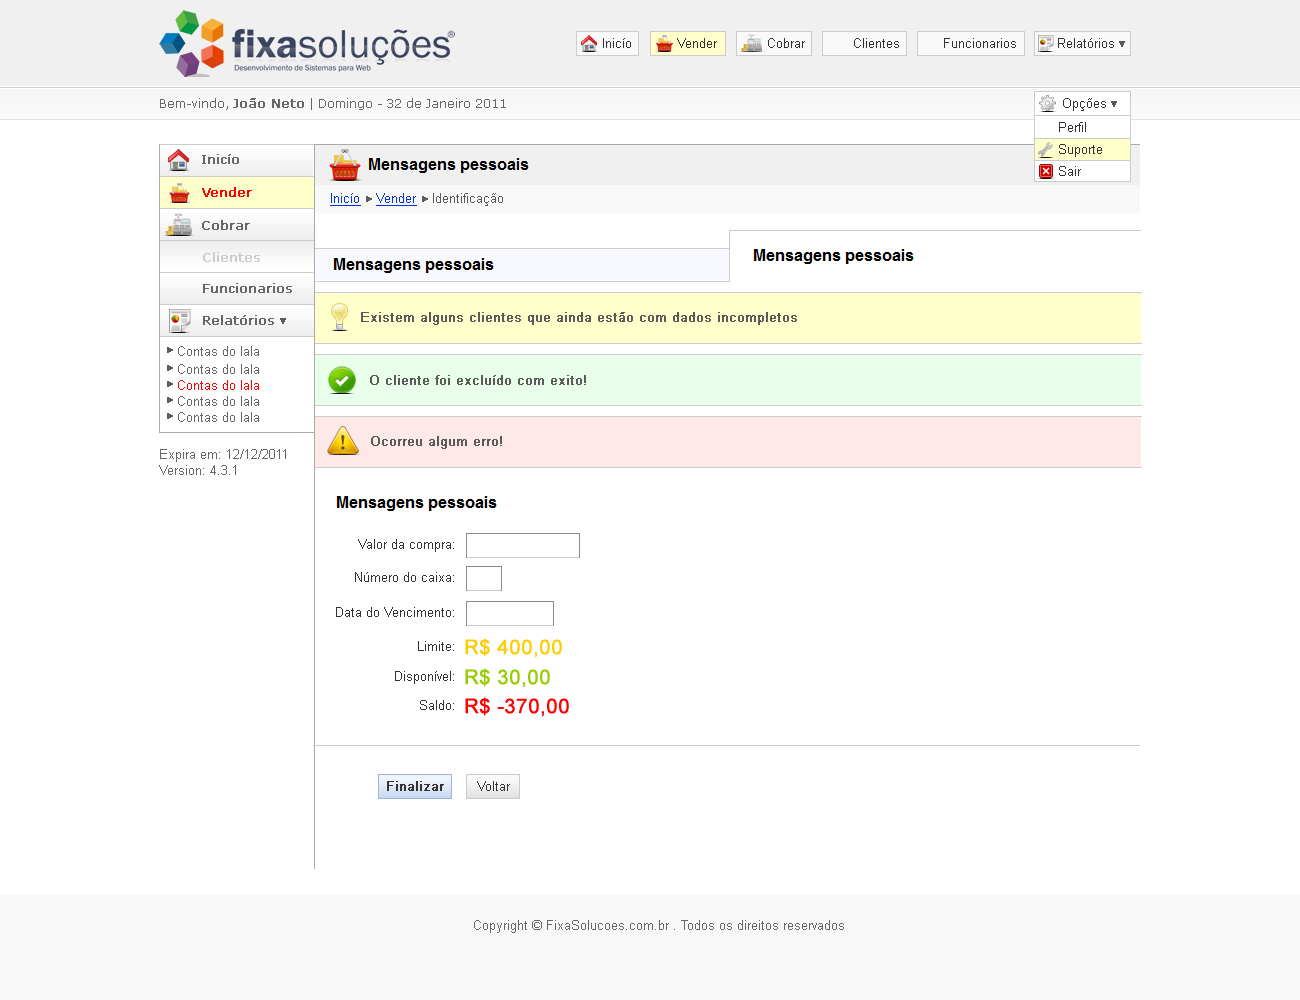 fixasoluções®
Desenvolvimento de Sistemas para Web
Inicío
Vender
Cobrar
Clientes
Funcionarios
Relatórios ▾
Bem-vindo, João Neto | Domingo - 32 de Janeiro 2011
Opções ▾
Perfil
Suporte
Sair
Inicío
Vender
Cobrar
Clientes
Funcionarios
Relatórios ▾
Contas do lala
Contas do lala
Contas do lala
Contas do lala
Contas do lala
Expira em: 12/12/2011
Version: 4.3.1
Mensagens pessoais
Inicío ▸ Vender ▸ Identificação
Mensagens pessoais
Mensagens pessoais
Existem alguns clientes que ainda estão com dados incompletos
O cliente foi excluído com exito!
Ocorreu algum erro!
Mensagens pessoais
Valor da compra:
Número do caixa:
Data do Vencimento:
Limite: R$ 400,00
Disponível: R$ 30,00
Saldo: R$ -370,00
Finalizar
Voltar
Copyright © FixaSolucoes.com.br . Todos os direitos reservados